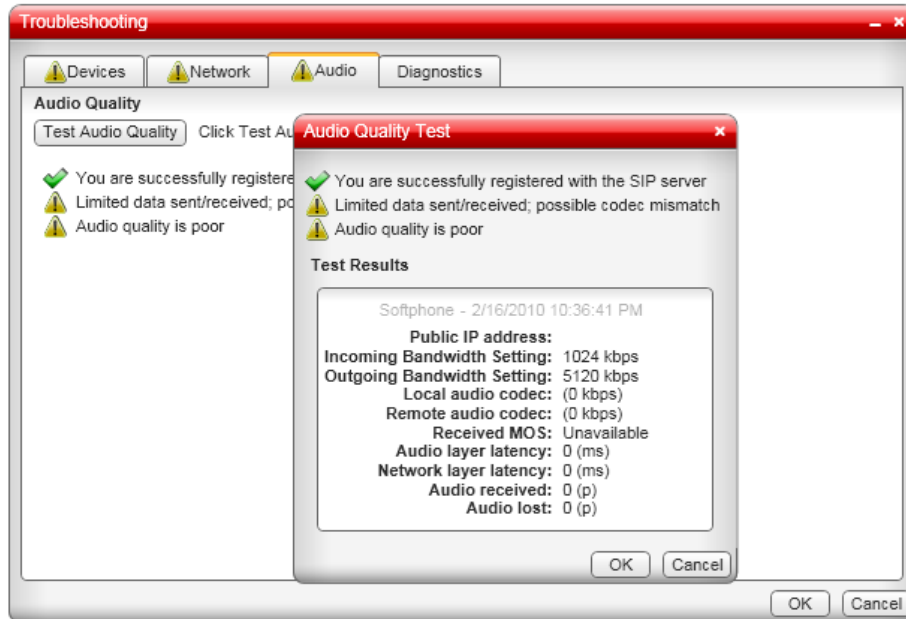 Troubleshooting
Devices
Network
Audio
Diagnostics
Audio Quality
Test Audio Quality
Click Test Au
You are successfully registere
Limited data sent/received; po
Audio quality is poor
Audio Quality Test
You are successfully registered with the SIP server
Limited data sent/received; possible codec mismatch
Audio quality is poor
Test Results
Softphone - 2/16/2010 10:36:41 PM
Public IP address:
Incoming Bandwidth Setting: 1024 kbps
Outgoing Bandwidth Setting: 5120 kbps
Local audio codec: (0 kbps)
Remote audio codec: (0 kbps)
Received MOS: Unavailable
Audio layer latency: 0 (ms)
Network layer latency: 0 (ms)
Audio received: 0 (p)
Audio lost: 0 (p)
OK
Cancel
OK
Cancel